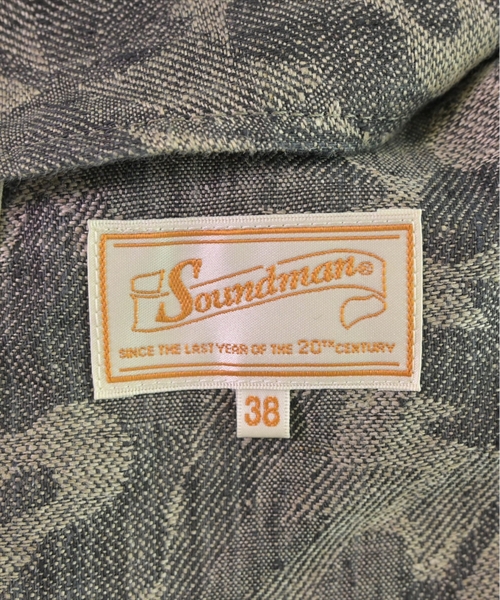 Soundman®
SINCE THE LAST YEAR OF THE 20TH CENTURY
38